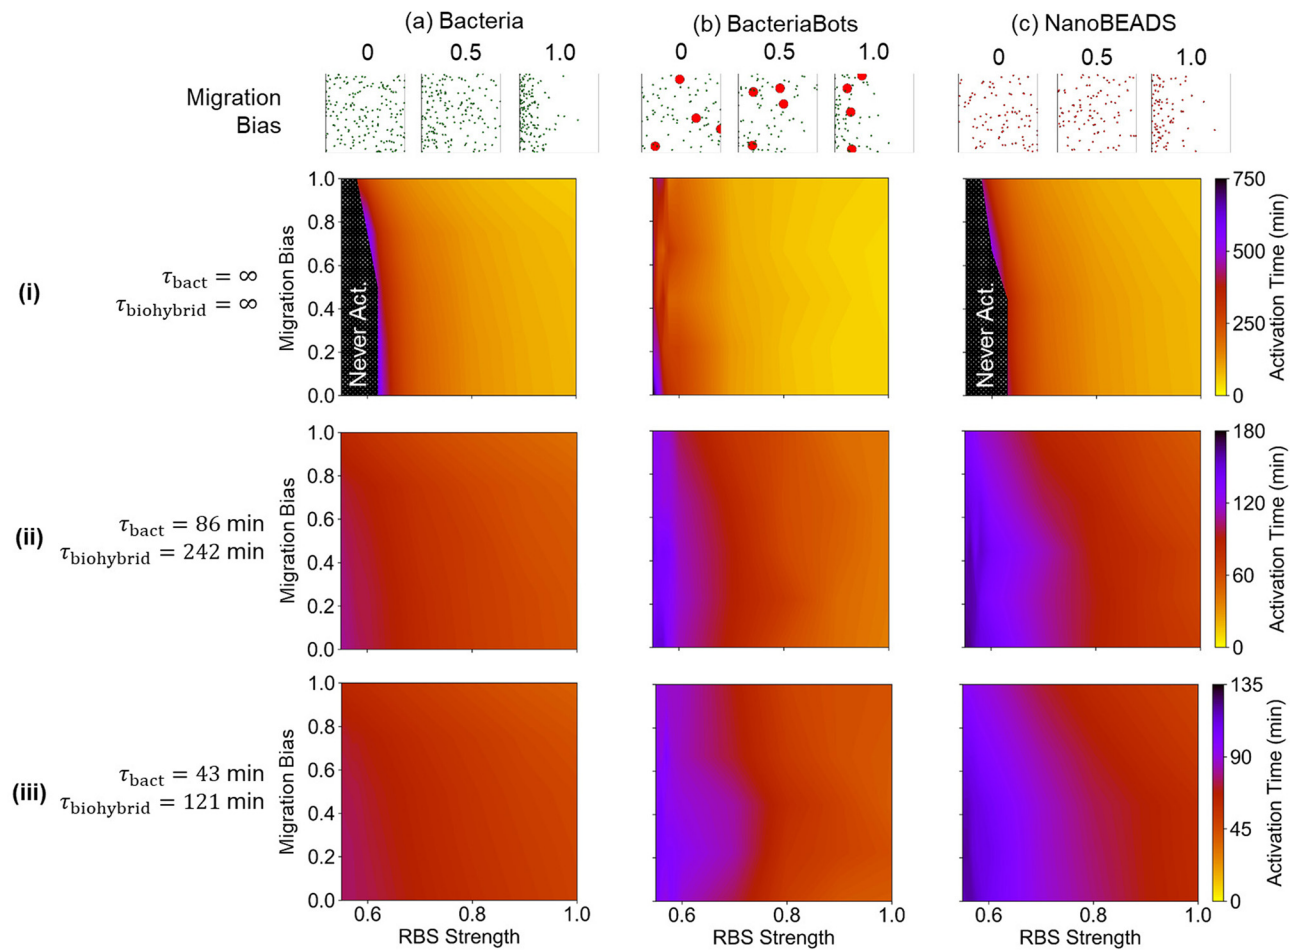 (a) Bacteria (b) BacteriaBots (c) NanoBEADS
0 0.5 1.0 0 0.5 1.0 0 0.5 1.0
Migration
Bias
(i)
τbact = ∞
τbiohybrid = ∞
Migration Bias
1.0
0.8
0.6
0.4
0.2
0.0
Never Act.
Never Act.
750
500
250
0
Activation Time (min)
(ii)
τbact = 86 min
τbiohybrid = 242 min
Migration Bias
1.0
0.8
0.6
0.4
0.2
0.0
180
120
60
0
Activation Time (min)
(iii)
τbact = 43 min
τbiohybrid = 121 min
Migration Bias
1.0
0.8
0.6
0.4
0.2
0.0
135
90
45
0
Activation Time (min)
0.6 0.8 1.0 0.6 0.8 1.0 0.6 0.8 1.0
RBS Strength RBS Strength RBS Strength